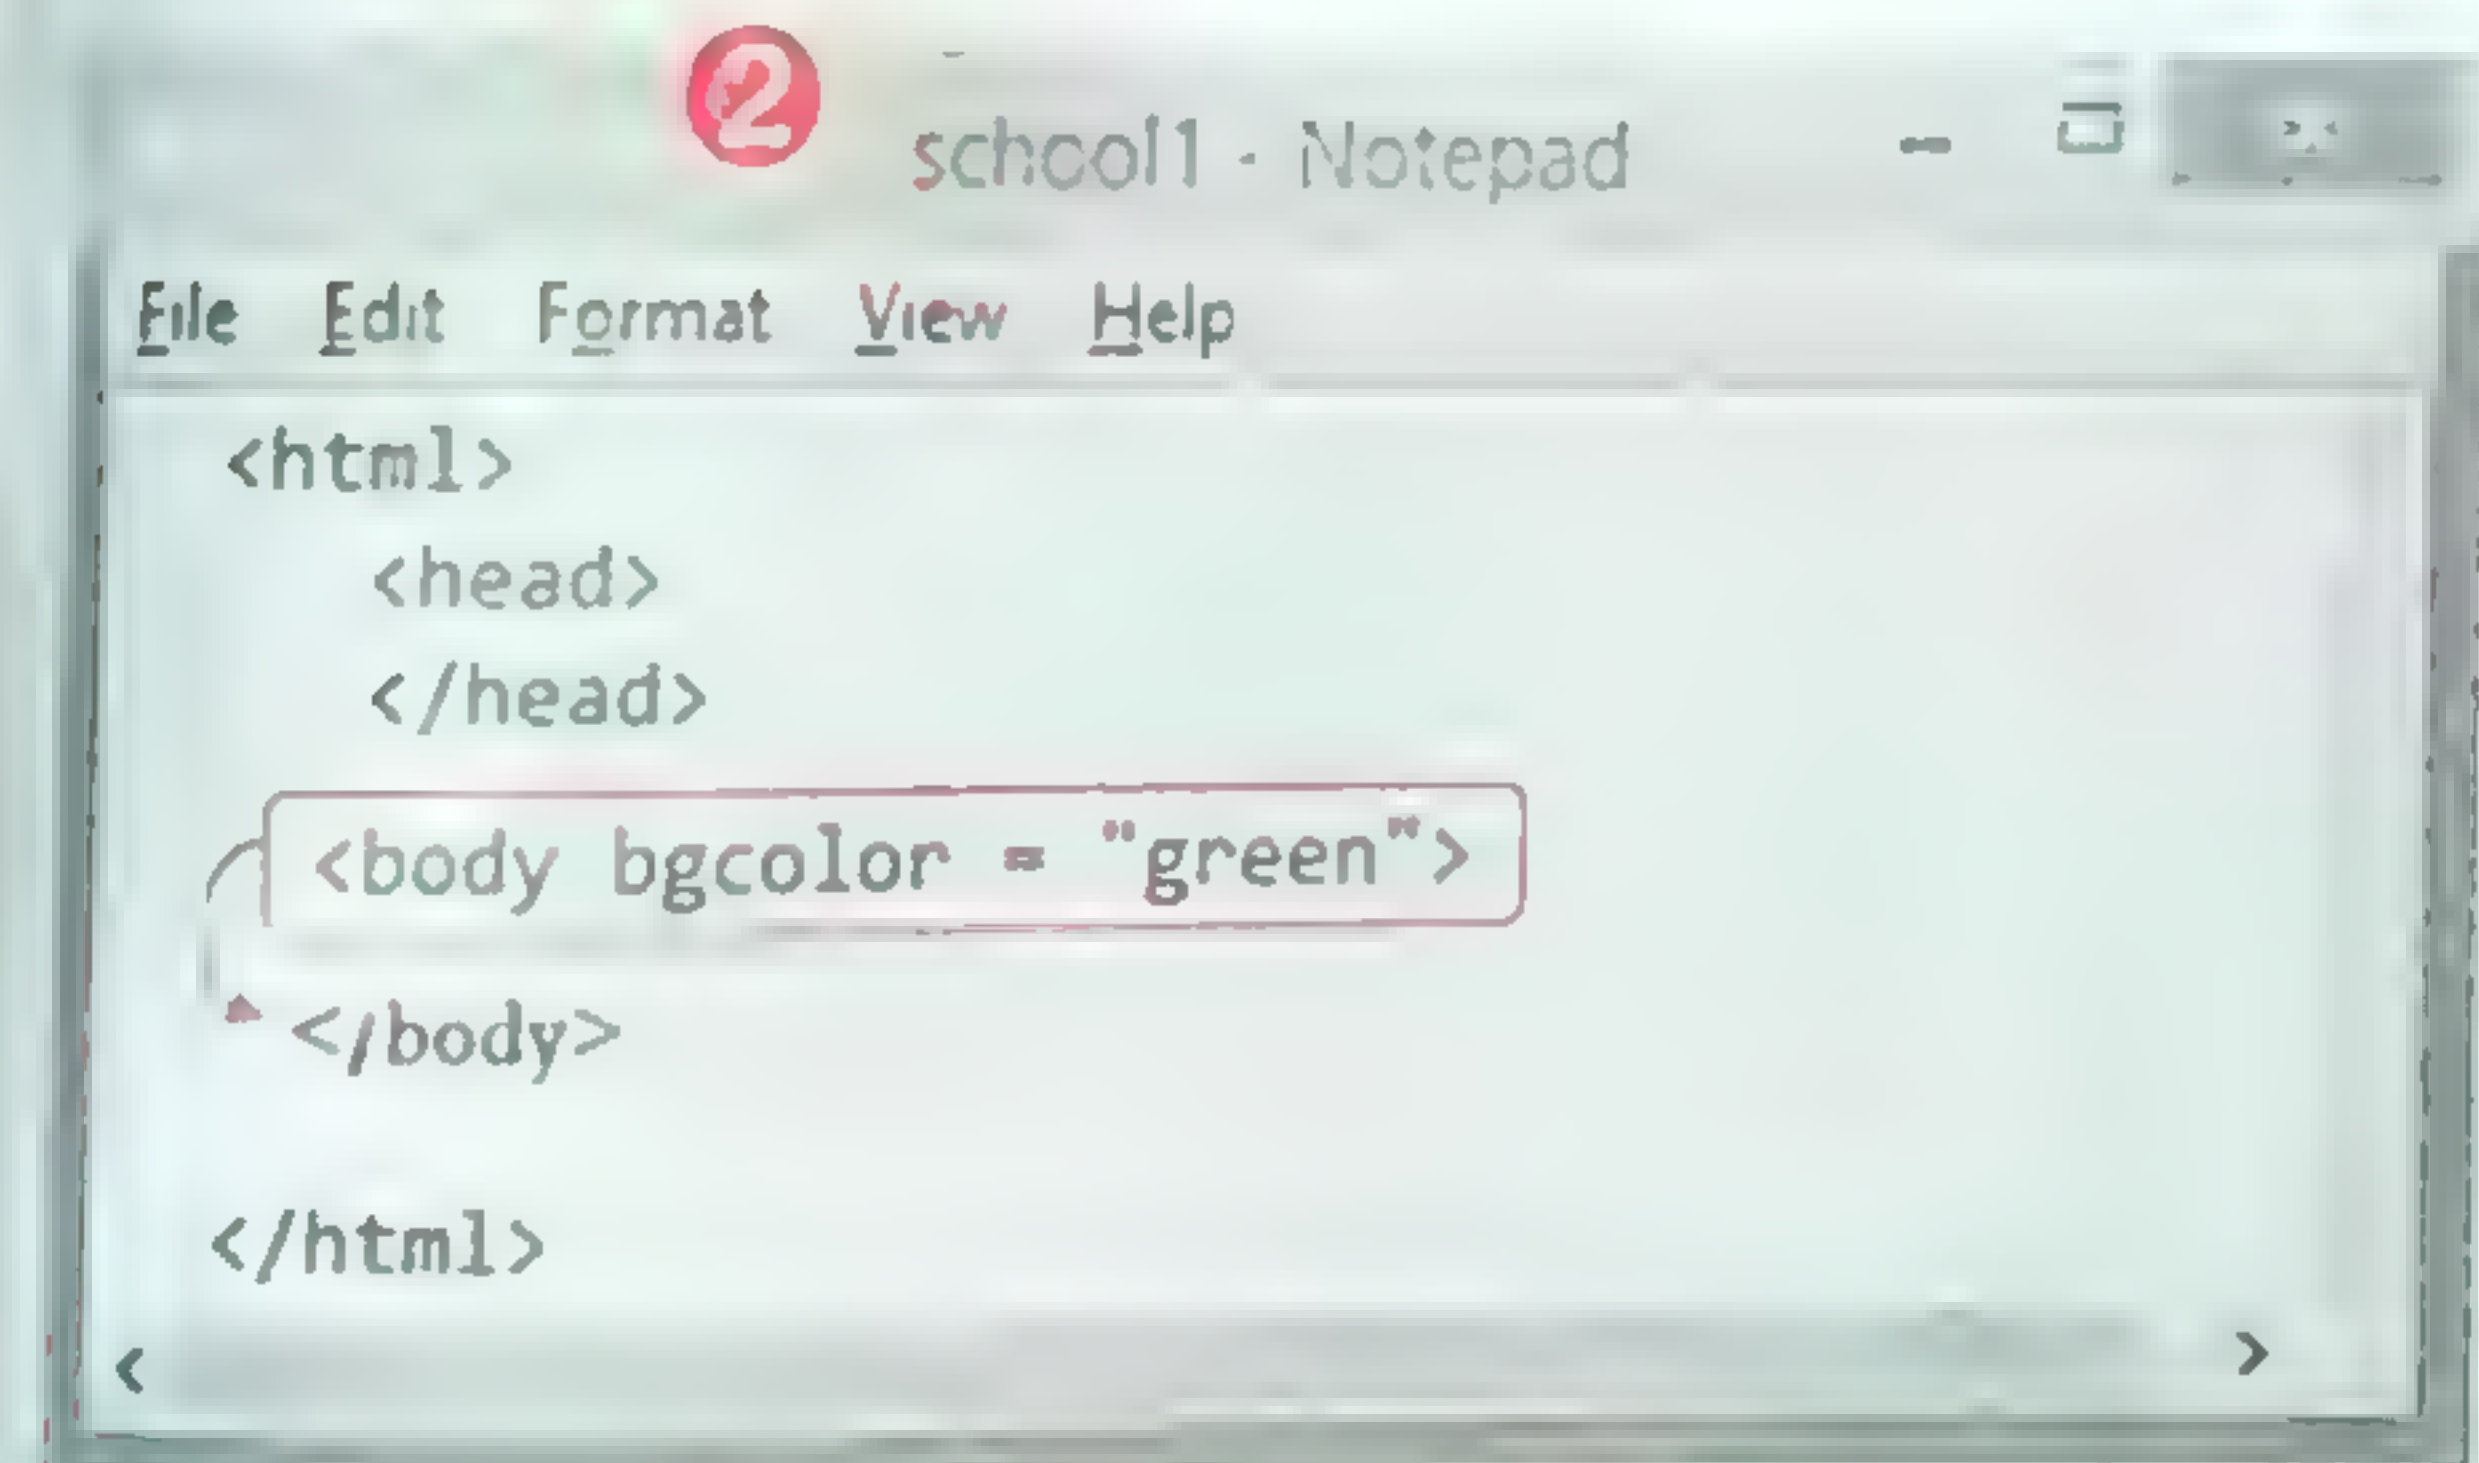 2
school1 - Notepad
File Edit Format View Help
<html>
<head>
</head>
<body bgcolor = "green">
</body>
</html>